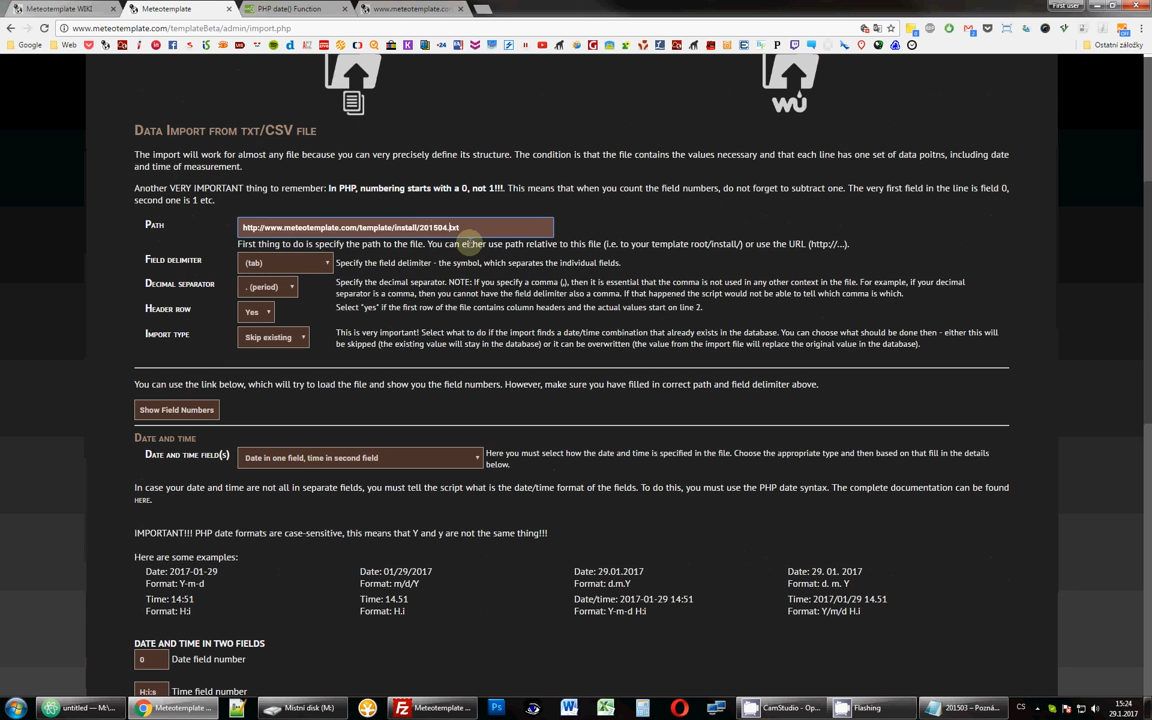 Meteotemplate WIKI
Meteotemplate
PHP date() Function
www.meteotemplate.co
First user
www.meteotemplate.com/templateBeta/admin/import.php
Google
Web
Ostatní záložky
Data Import from txt/CSV file
The import will work for almost any file because you can very precisely define its structure. The condition is that the file contains the values necessary and that each line has one set of data poitns, including date
and time of measurement.
Another VERY IMPORTANT thing to remember: In PHP, numbering starts with a 0, not 1!!!. This means that when you count the field numbers, do not forget to subtract one. The very first field in the line is field 0,
second one is 1 etc.
Path
http://www.meteotemplate.com/template/install/201504.txt
First thing to do is specify the path to the file. You can either use path relative to this file (i.e. to your template root/install/) or use the URL (http://...).
Field delimiter
(tab)
Specify the field delimiter - the symbol, which separates the individual fields.
Decimal separator
. (period)
Specify the decimal separator. NOTE: If you specify a comma (,), then it is essential that the comma is not used in any other context in the file. For example, if your decimal
separator is a comma, then you cannot have the field delimiter also a comma. If that happened the script would not be able to tell which comma is which.
Header row
Yes
Select "yes" if the first row of the file contains column headers and the actual values start on line 2.
Import type
Skip existing
This is very important! Select what to do if the import finds a date/time combination that already exists in the database. You can choose what should be done then - either this will
be skipped (the existing value will stay in the database) or it can be overwritten (the value from the import file will replace the original value in the database).
You can use the link below, which will try to load the file and show you the field numbers. However, make sure you have filled in correct path and field delimiter above.
Show Field Numbers
Date and time
Date and time field(s)
Date in one field, time in second field
Here you must select how the date and time is specified in the file. Choose the appropriate type and then based on that fill in the details
below.
In case your date and time are not all in separate fields, you must tell the script what is the date/time format of the fields. To do this, you must use the PHP date syntax. The complete documentation can be found
here.
IMPORTANT!!! PHP date formats are case-sensitive, this means that Y and y are not the same thing!!!
Here are some examples:
Date: 2017-01-29 Date: 01/29/2017 Date: 29.01.2017 Date: 29. 01. 2017
Format: Y-m-d Format: m/d/Y Format: d.m.Y Format: d. m. Y
Time: 14:51 Time: 14.51 Date/time: 2017-01-29 14:51 Time: 2017/01/29 14.51
Format: H:i Format: H.i Format: Y-m-d H:i Format: Y/m/d H.i
DATE AND TIME IN TWO FIELDS
0 Date field number
H:i:s Time field number
untitled — M:\...
Meteotemplate ...
Místní disk (M:)
Meteotemplate ...
CamStudio - Op...
Flashing
201503 – Pozná...
CS
15:24
29.1.2017